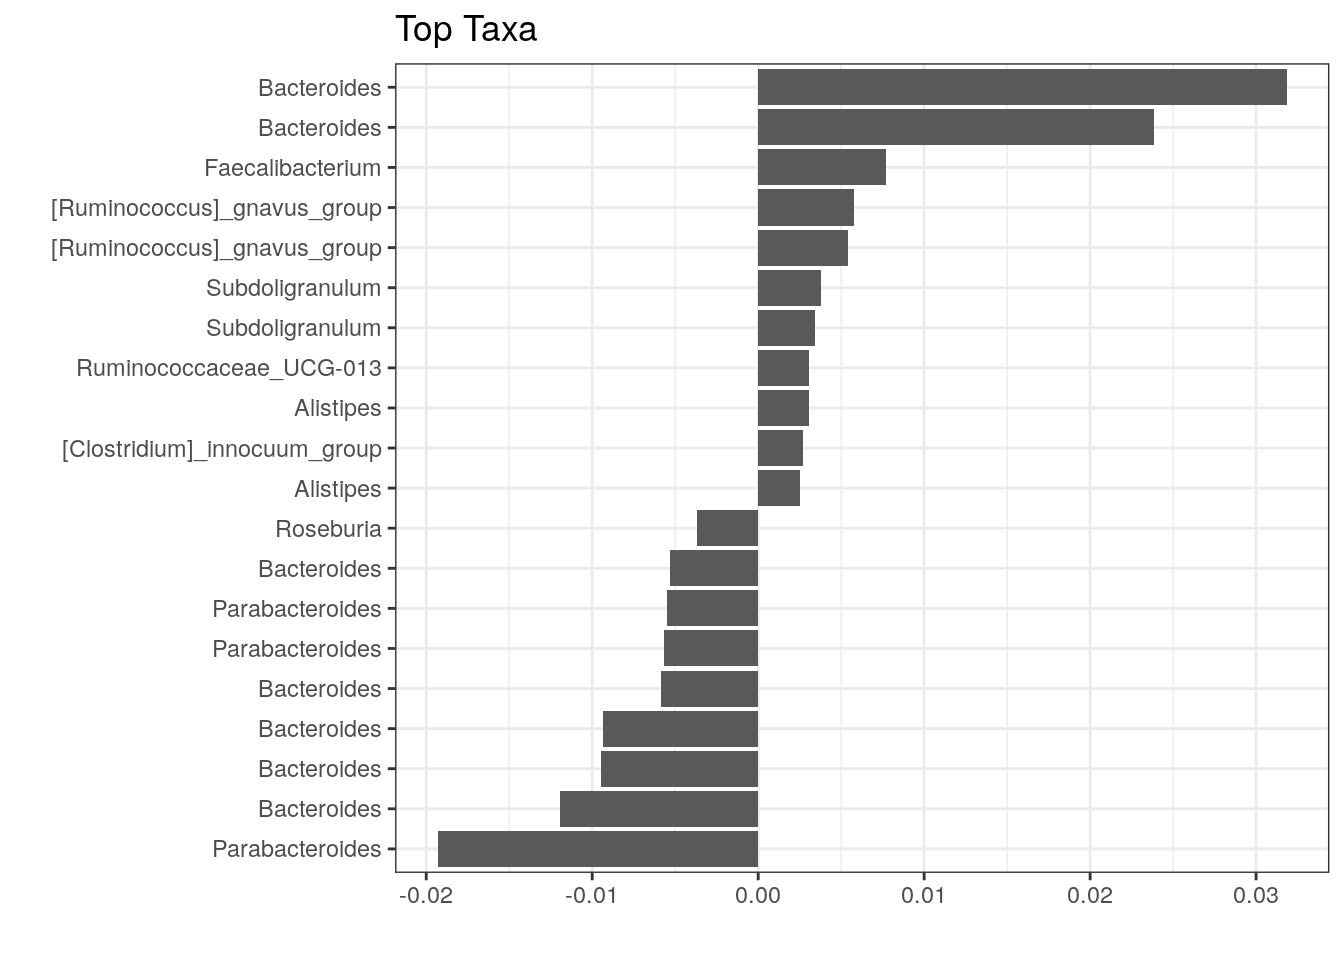 Top Taxa
Bacteroides
Bacteroides
Faecalibacterium
[Ruminococcus]_gnavus_group
[Ruminococcus]_gnavus_group
Subdoligranulum
Subdoligranulum
Ruminococcaceae_UCG-013
Alistipes
[Clostridium]_innocuum_group
Alistipes
Roseburia
Bacteroides
Parabacteroides
Parabacteroides
Bacteroides
Bacteroides
Bacteroides
Bacteroides
Parabacteroides
-0.02 -0.01 0.00 0.01 0.02 0.03